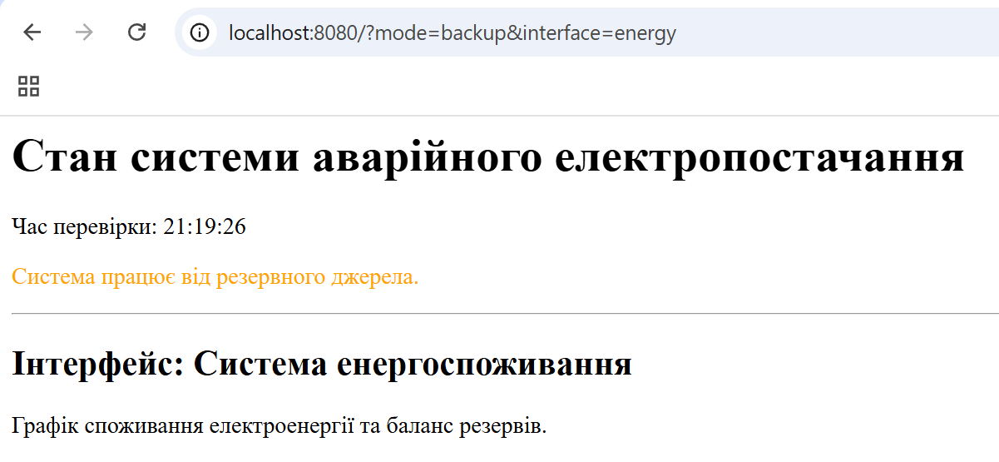 localhost:8080/?mode=backup&interface=energy
Стан системи аварійного електропостачання
Час перевірки: 21:19:26
Система працює від резервного джерела.
Інтерфейс: Система енергоспоживання
Графік споживання електроенергії та баланс резервів.